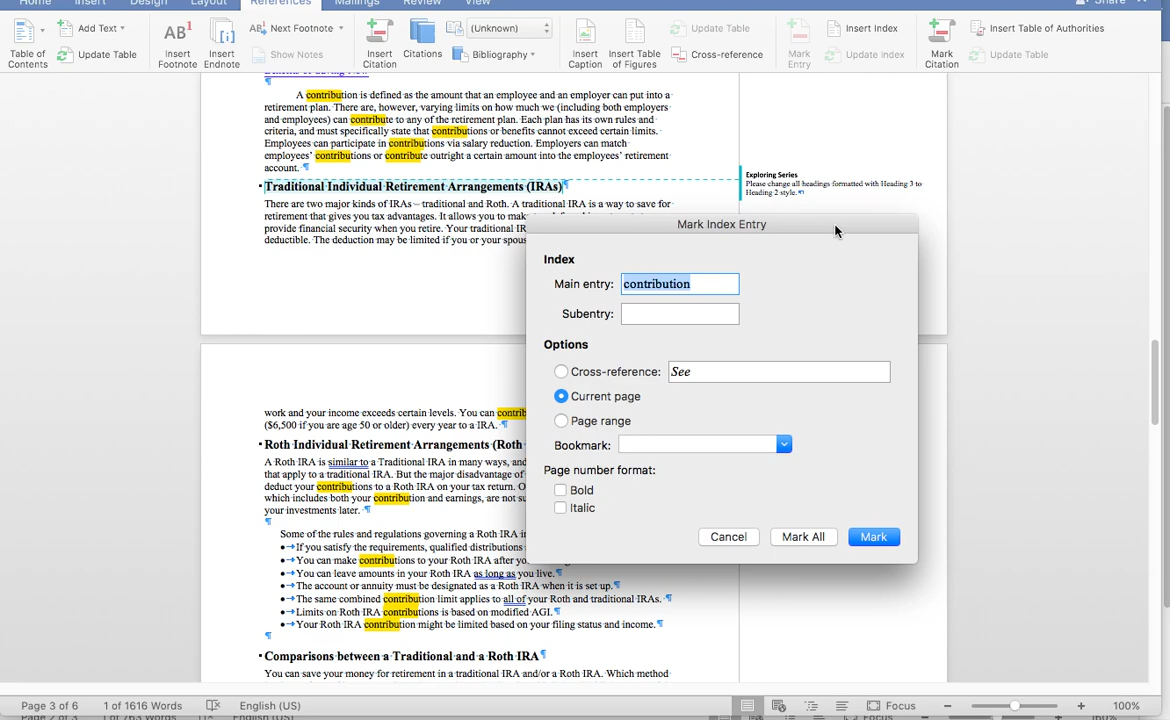 Home Insert Design Layout References Mailings Review View Share
Table of Contents
Add Text
Update Table
AB1
Insert Footnote
[i]
Insert Endnote
AB1 Next Footnote
Show Notes
Insert Citation
Citations
(Unknown)
Bibliography
Insert Caption
Insert Table of Figures
Update Table
Cross-reference
Mark Entry
Insert Index
Update Index
Mark Citation
Insert Table of Authorities
Update Table
A contribution is defined as the amount that an employee and an employer can put into a
retirement plan. There are, however, varying limits on how much we (including both employers
and employees) can contribute to any of the retirement plan. Each plan has its own rules and
criteria, and must specifically state that contributions or benefits cannot exceed certain limits.
Employees can participate in contributions via salary reduction. Employers can match
employees' contributions or contribute outright a certain amount into the employees' retirement
account. ¶
Traditional Individual Retirement Arrangements (IRAs)¶
Exploring Series
Please change all headings formatted with Heading 3 to
Heading 2 style.¶
There are two major kinds of IRAs – traditional and Roth. A traditional IRA is a way to save for
retirement that gives you tax advantages. It allows you to mak
provide financial security when you retire. Your traditional IR
deductible. The deduction may be limited if you or your spous
Mark Index Entry
Index
Main entry: contribution
Subentry:
Options
Cross-reference: See
Current page
Page range
Bookmark:
Page number format:
Bold
Italic
Cancel Mark All Mark
work and your income exceeds certain levels. You can contrib
($6,500 if you are age 50 or older) every year to a IRA. ¶
Roth Individual Retirement Arrangements (Roth
A Roth IRA is similar to a Traditional IRA in many ways, and
that apply to a traditional IRA. But the major disadvantage of
deduct your contributions to a Roth IRA on your tax return. O
which includes both your contribution and earnings, are not su
your investments later. ¶
¶
Some of the rules and regulations governing a Roth IRA in
•→If you satisfy the requirements, qualified distributions
•→You can make contributions to your Roth IRA after yo
•→You can leave amounts in your Roth IRA as long as you live.¶
•→The account or annuity must be designated as a Roth IRA when it is set up.¶
•→The same combined contribution limit applies to all of your Roth and traditional IRAs. ¶
•→Limits on Roth IRA contributions is based on modified AGI.¶
•→Your Roth IRA contribution might be limited based on your filing status and income.¶
¶
Comparisons between a Traditional and a Roth IRA¶
You can save your money for retirement in a traditional IRA and/or a Roth IRA. Which method
Page 3 of 6 1 of 1616 Words English (US) Focus 100%